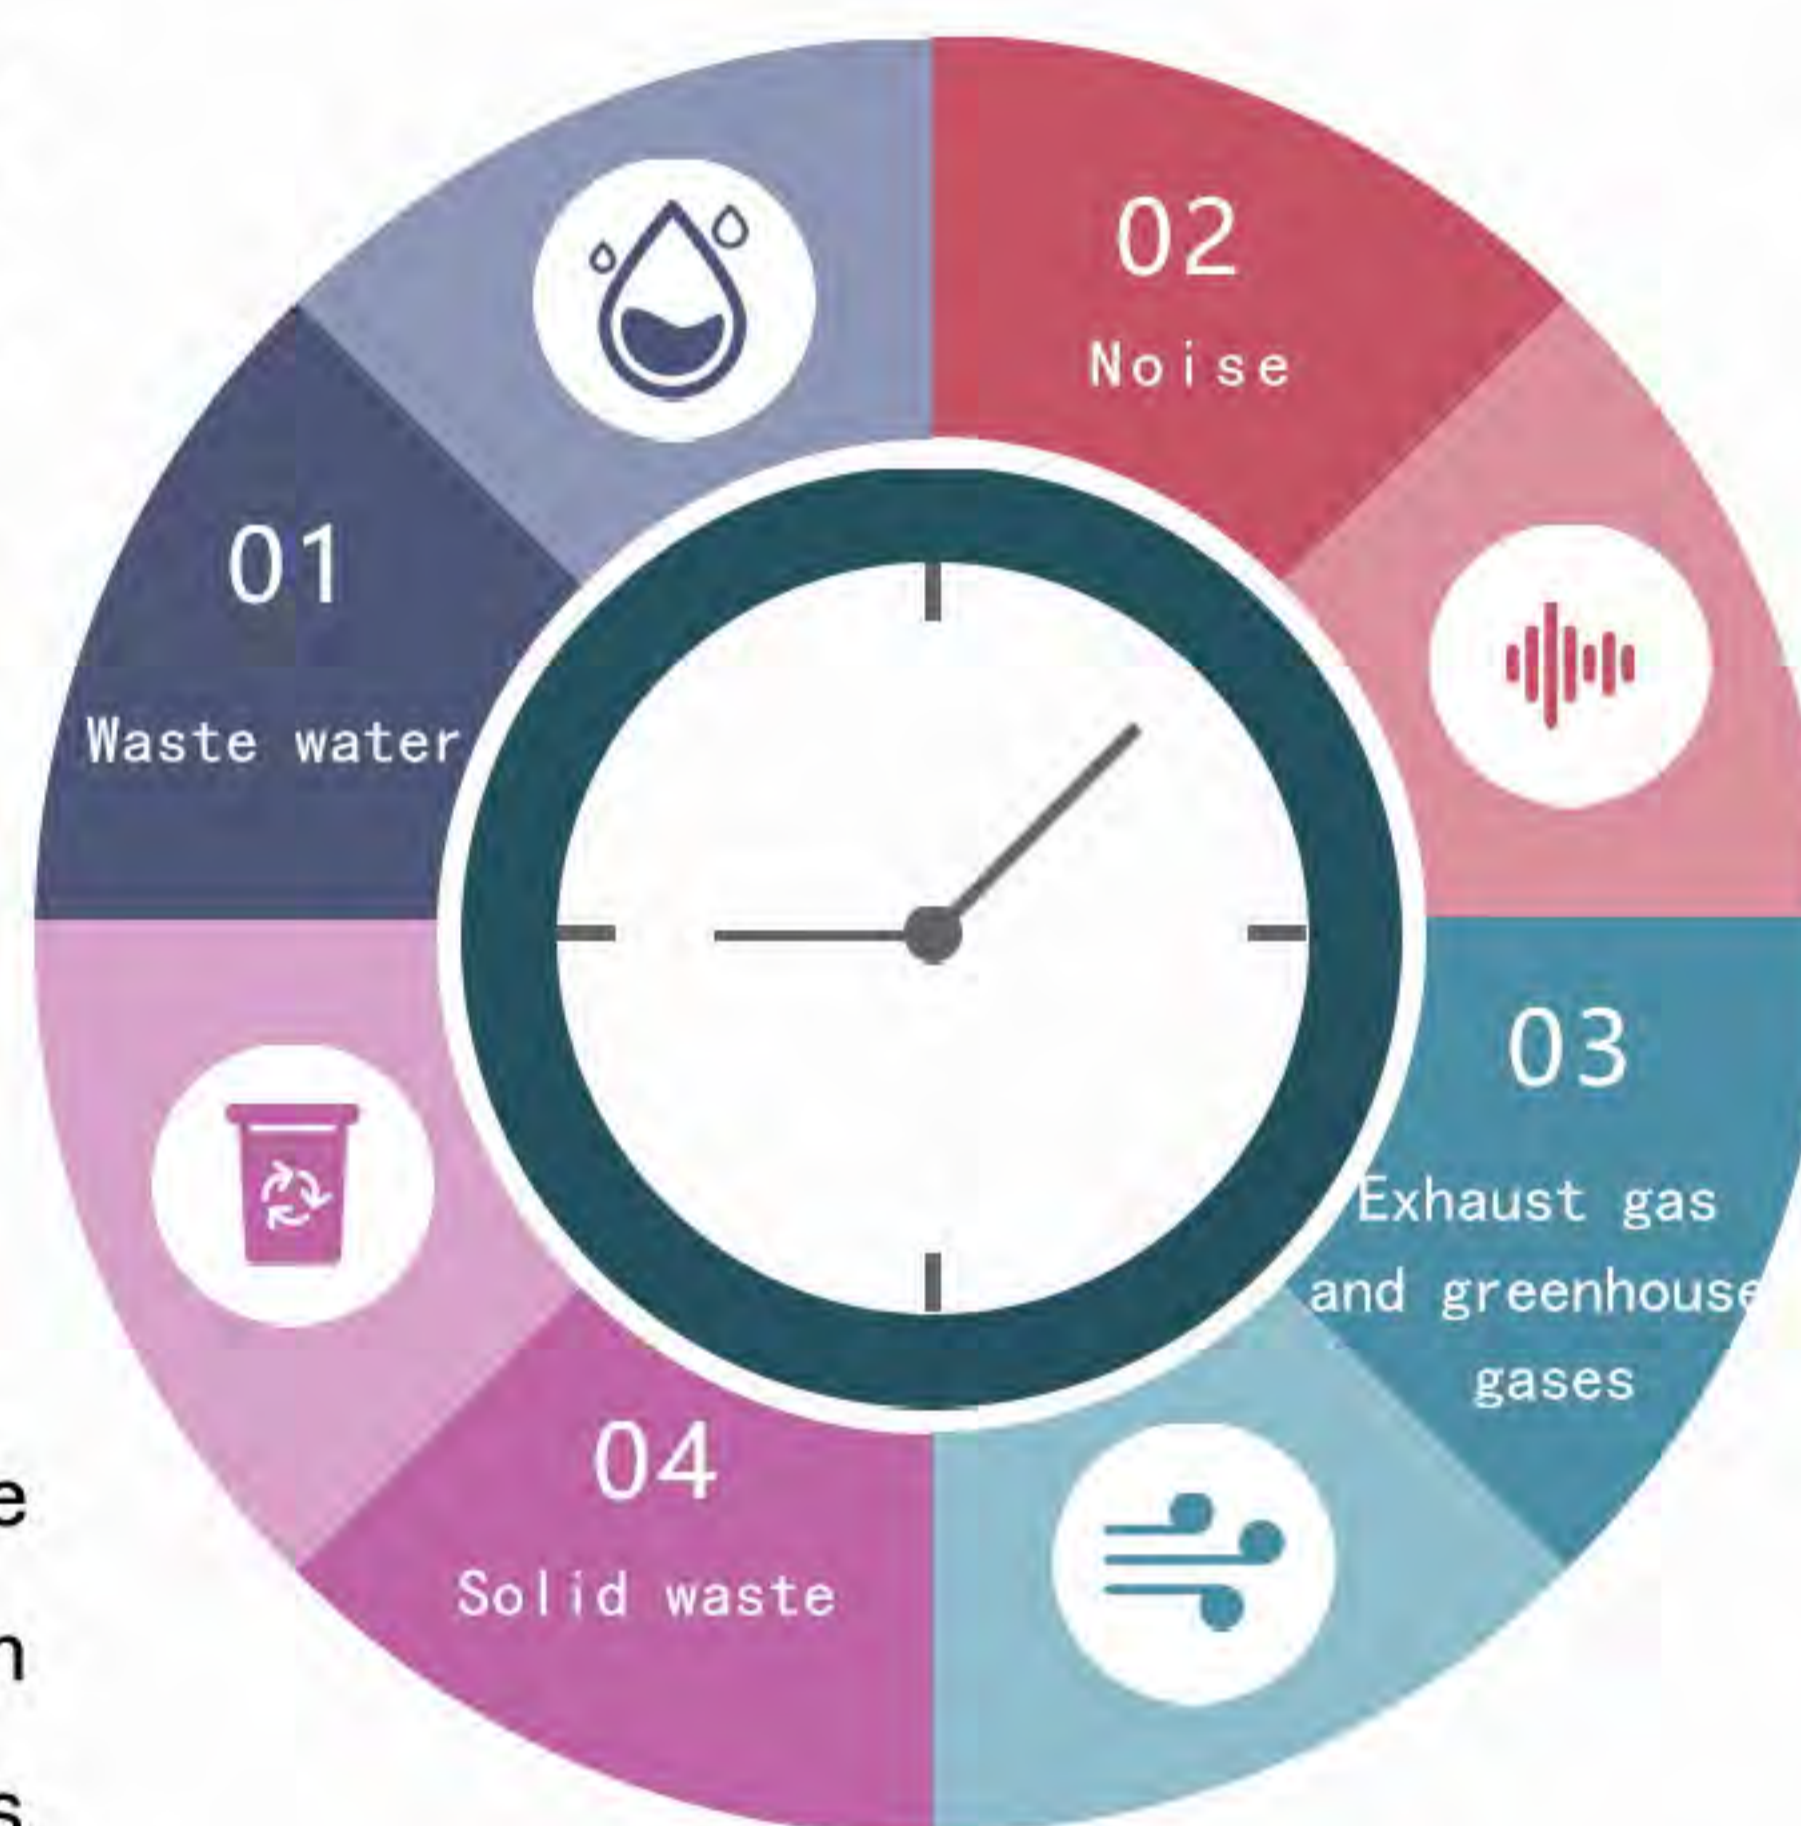 01
Waste water
02
Noise
03
Exhaust gas
and greenhouse
gases
04
Solid waste